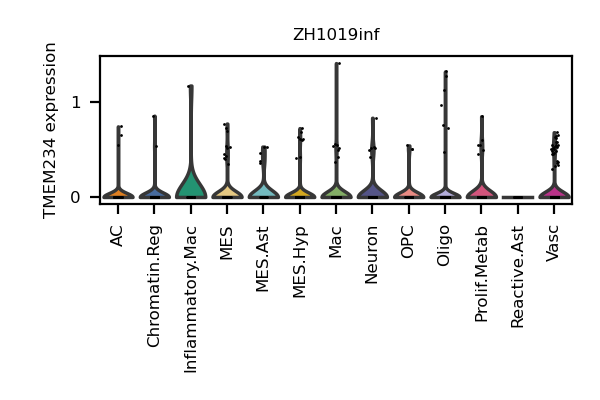 ZH1019inf
TMEM234 expression
1
0
AC
Chromatin.Reg
Inflammatory.Mac
MES
MES.Ast
MES.Hyp
Mac
Neuron
OPC
Oligo
Prolif.Metab
Reactive.Ast
Vasc